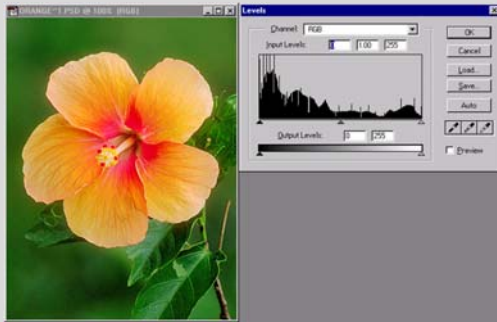 ORANGE~1.PSD @ 100% (RGB)
Levels
Channel: RGB
OK
Input Levels: 0 1.00 255
Cancel
Load...
Save...
Auto
Output Levels: 0 255
Preview